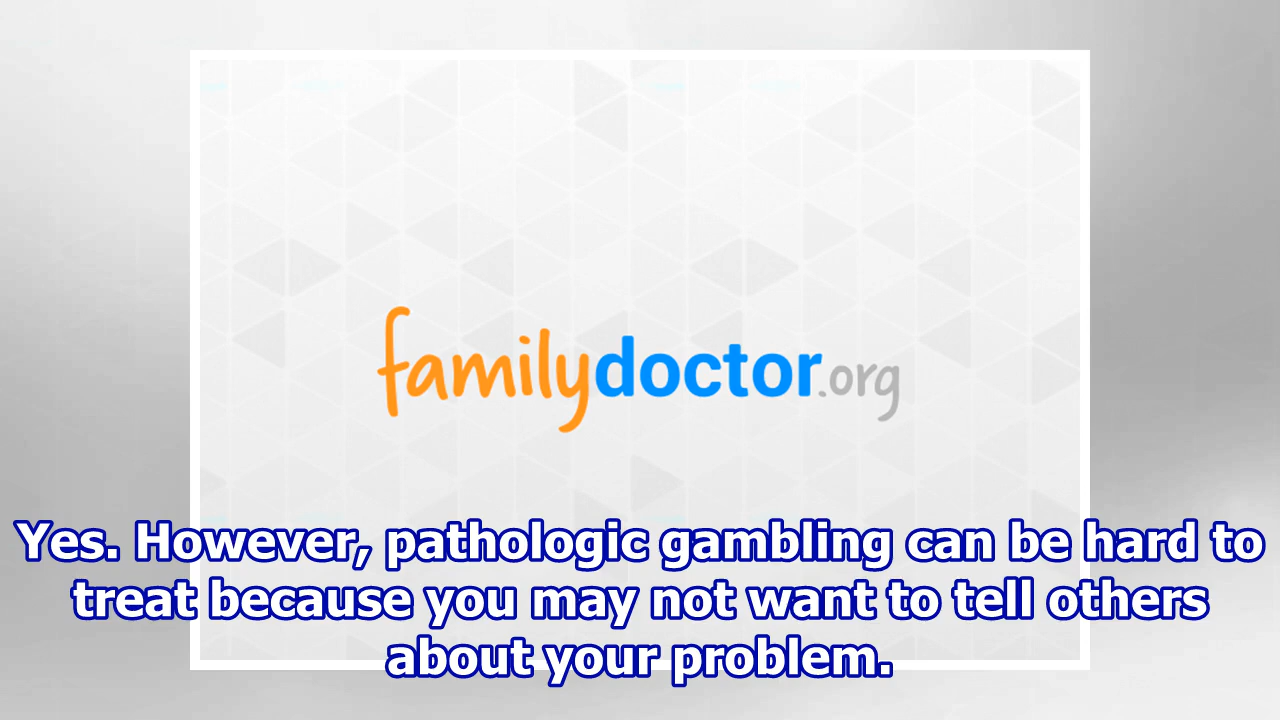 familydoctor.org
Yes. However, pathologic gambling can be hard to
treat because you may not want to tell others
about your problem.